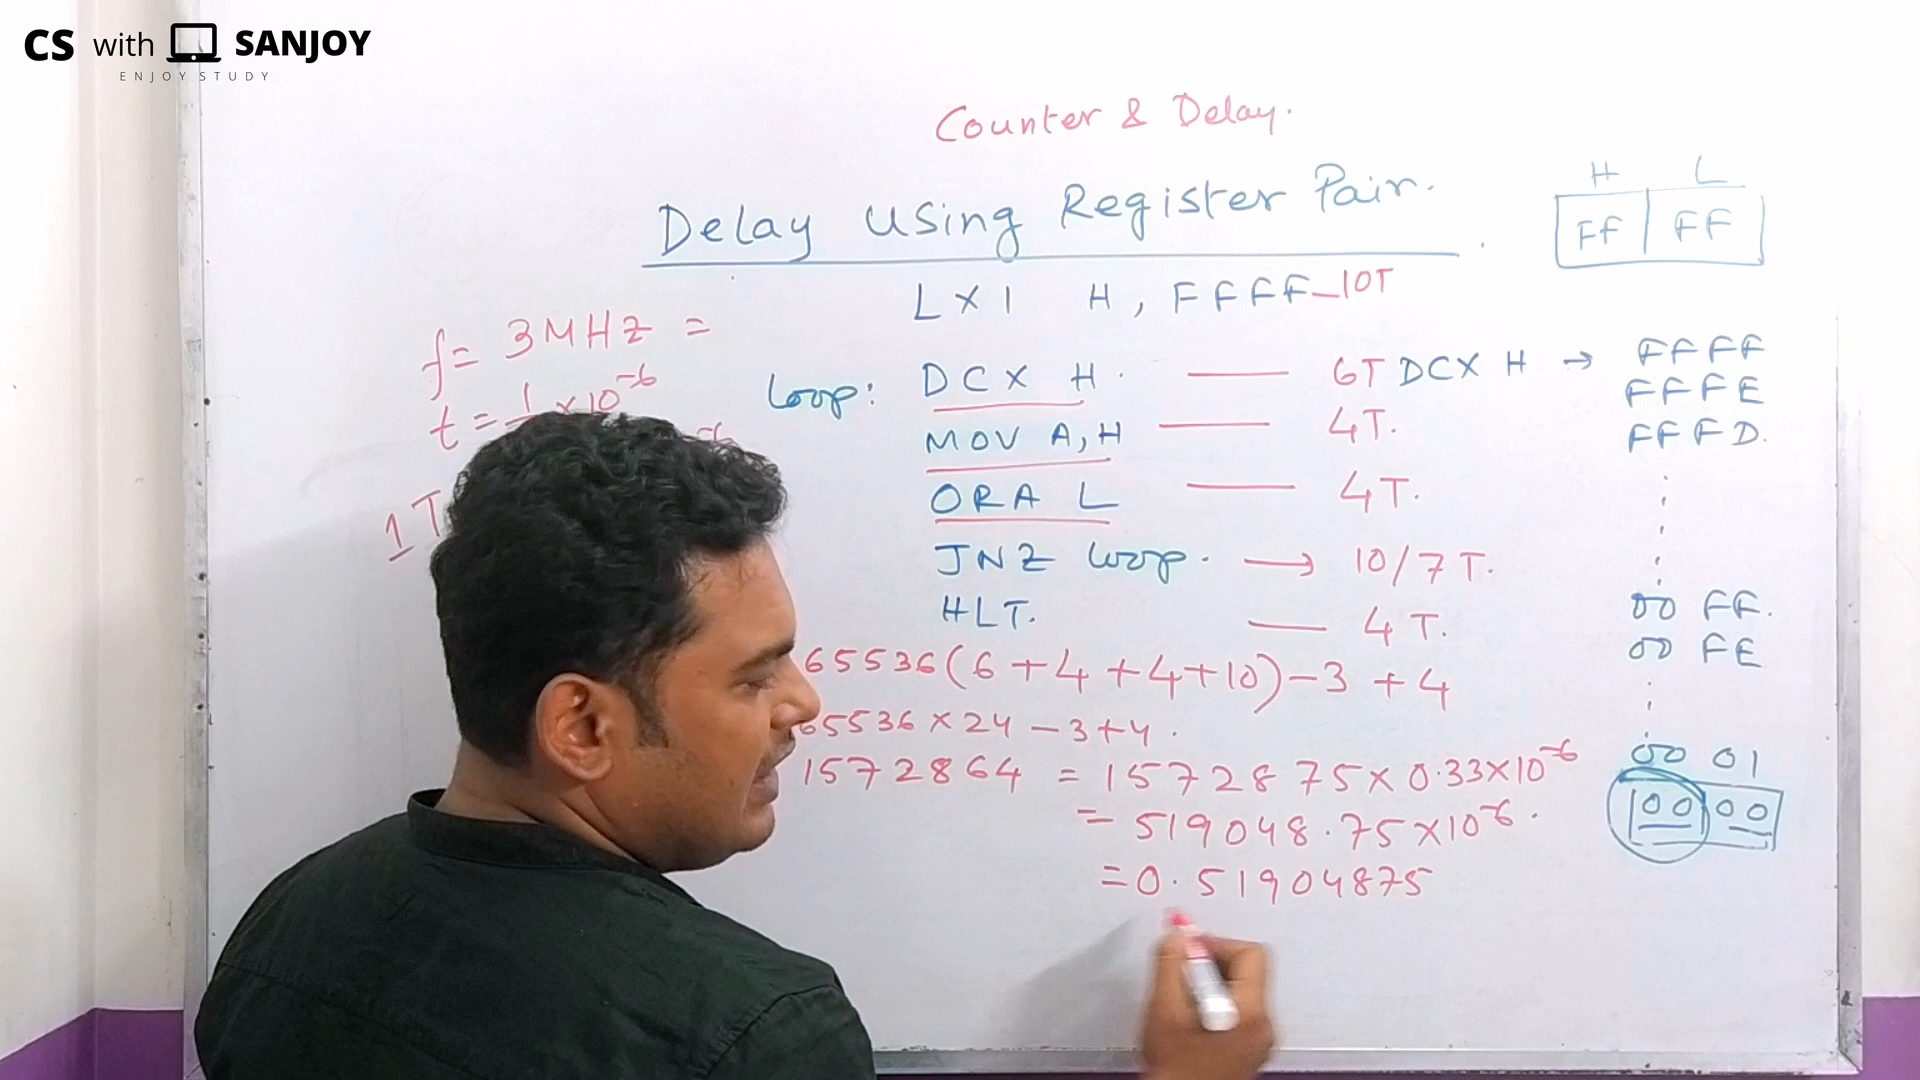 CS with SANJOY
ENJOY STUDY
Counter & Delay.
Delay Using Register Pair.
H L
FF FF
LXI H, FFFF — 10T
f = 3MHZ =
t = 1 × 10^-6
1T
Loop: DCX H. — 6T
MOV A,H — 4T.
ORA L — 4T.
JNZ Loop. → 10/7T.
HLT. — 4T.
DCX H → FFFF
FFFE
FFFD.
00 FF.
00 FE
00 01
00 00
65536(6+4+4+10)-3 +4
65536×24 -3+4.
1572864 = 1572875×0.33×10^-6
= 519048.75×10^-6.
=0.51904875